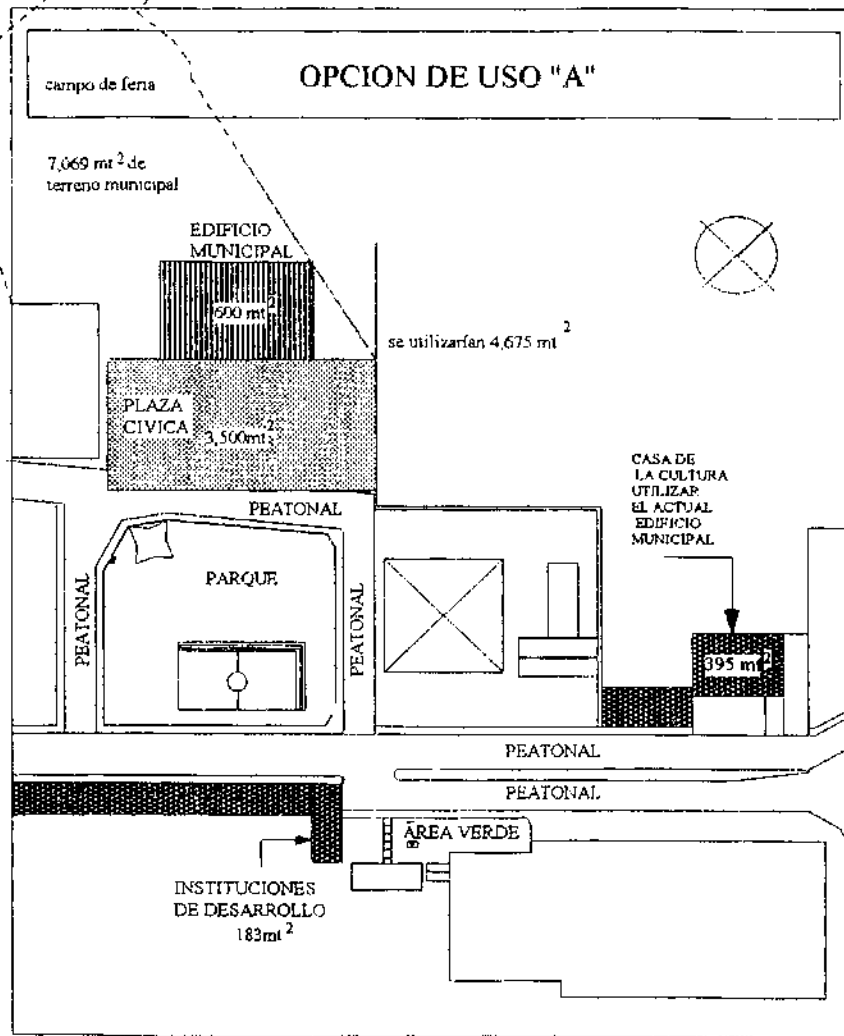 OPCION DE USO "A"
campo de feria
7,069 mt 2 de
terreno municipal
EDIFICIO
MUNICIPAL
600 mt 2
se utilizarían 4,675 mt 2
PLAZA
CIVICA
3,500mt 2
CASA DE
LA CULTURA
UTILIZAR
EL ACTUAL
EDIFICIO
MUNICIPAL
PEATONAL
PARQUE
PEATONAL
PEATONAL
395 mt 2
PEATONAL
PEATONAL
ÁREA VERDE
INSTITUCIONES
DE DESARROLLO
183mt 2